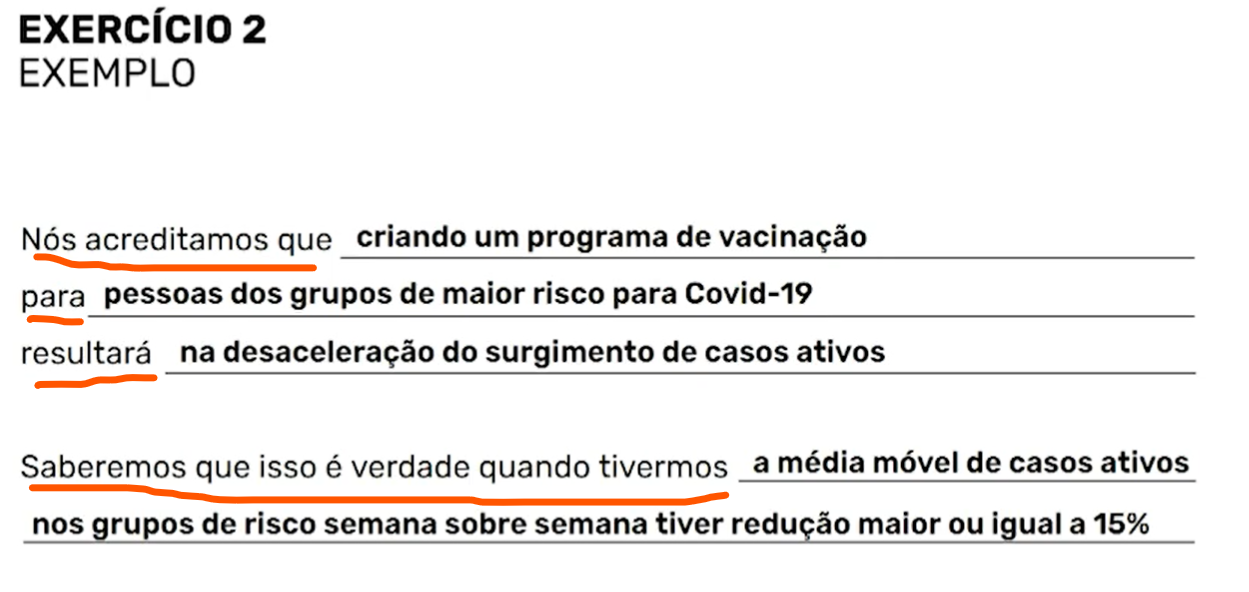 EXERCÍCIO 2
EXEMPLO
Nós acreditamos que criando um programa de vacinação
para pessoas dos grupos de maior risco para Covid-19
resultará na desaceleração do surgimento de casos ativos
Saberemos que isso é verdade quando tivermos a média móvel de casos ativos
nos grupos de risco semana sobre semana tiver redução maior ou igual a 15%